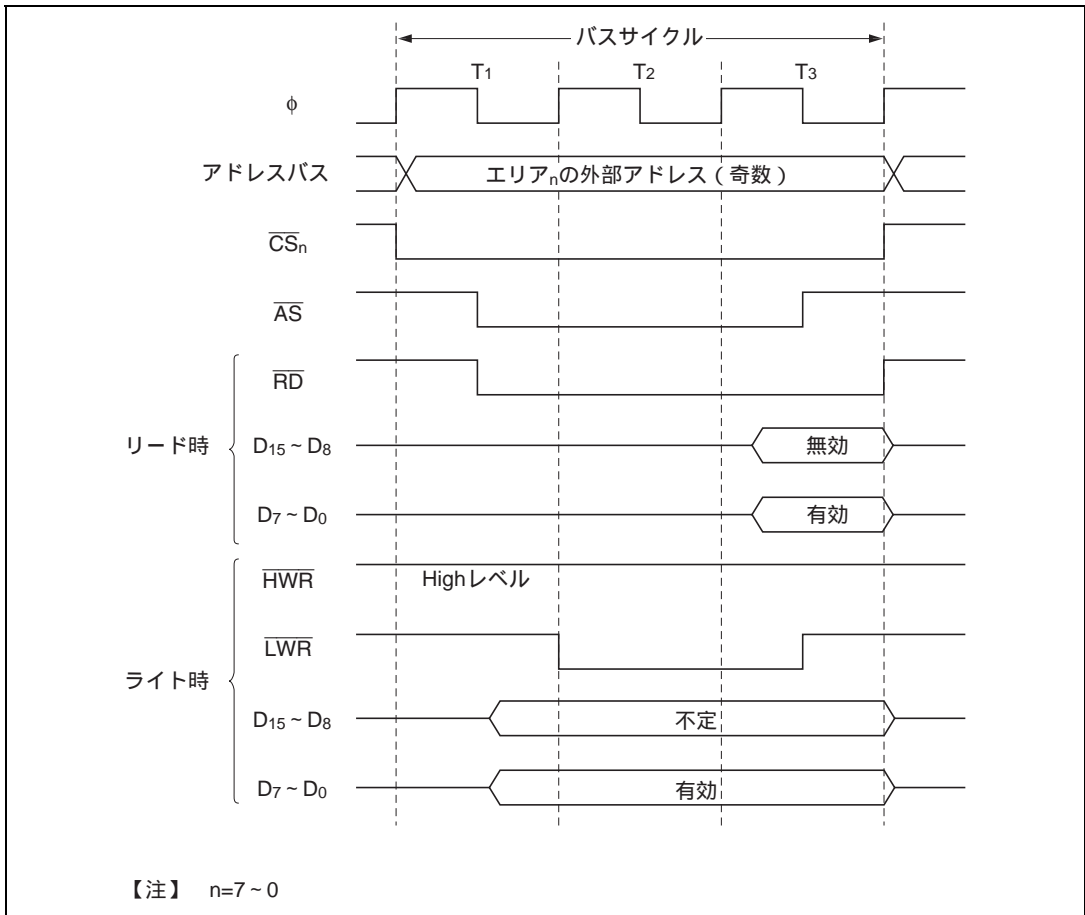 バスサイクル
T1 T2 T3
φ
アドレスバス エリアnの外部アドレス(奇数)
CSn
AS
RD
リード時 D15~D8 無効
D7~D0 有効
HWR Highレベル
LWR
ライト時 D15~D8 不定
D7~D0 有効
【注】 n=7~0